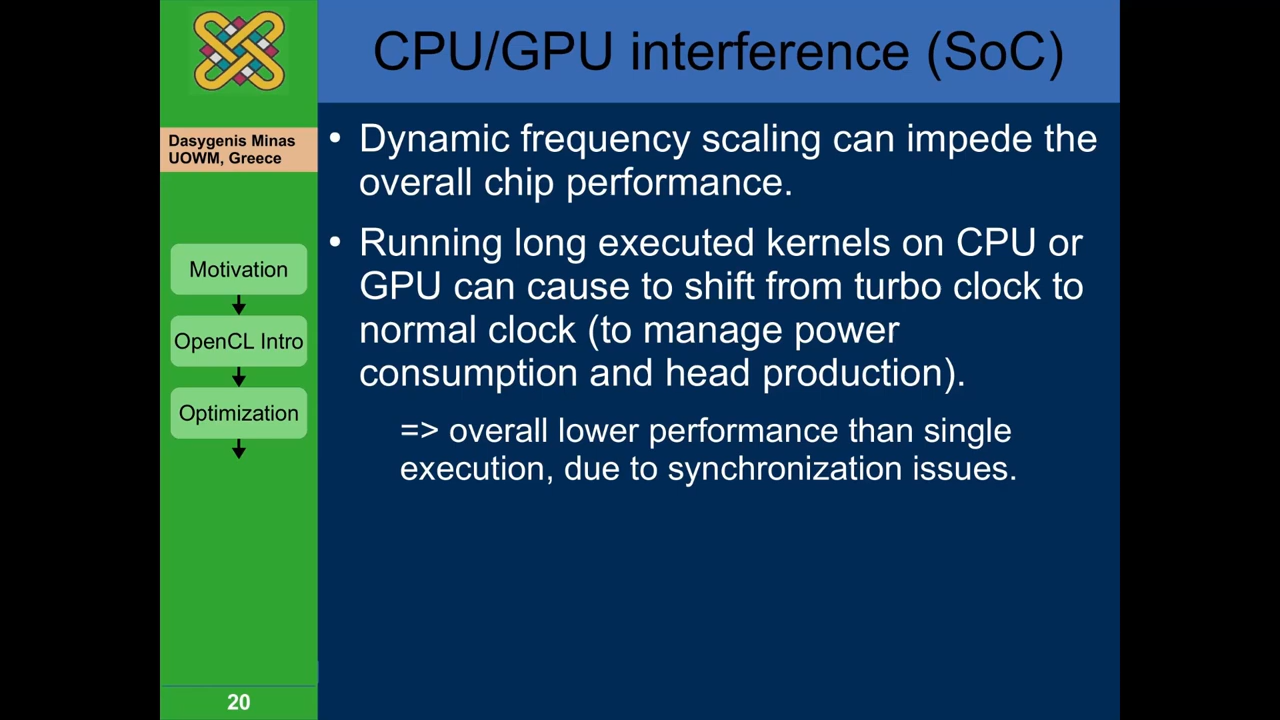 CPU/GPU interference (SoC)
Dasygenis Minas
UOWM, Greece
Motivation
OpenCL Intro
Optimization
• Dynamic frequency scaling can impede the
overall chip performance.
• Running long executed kernels on CPU or
GPU can cause to shift from turbo clock to
normal clock (to manage power
consumption and head production).
=> overall lower performance than single
execution, due to synchronization issues.
20